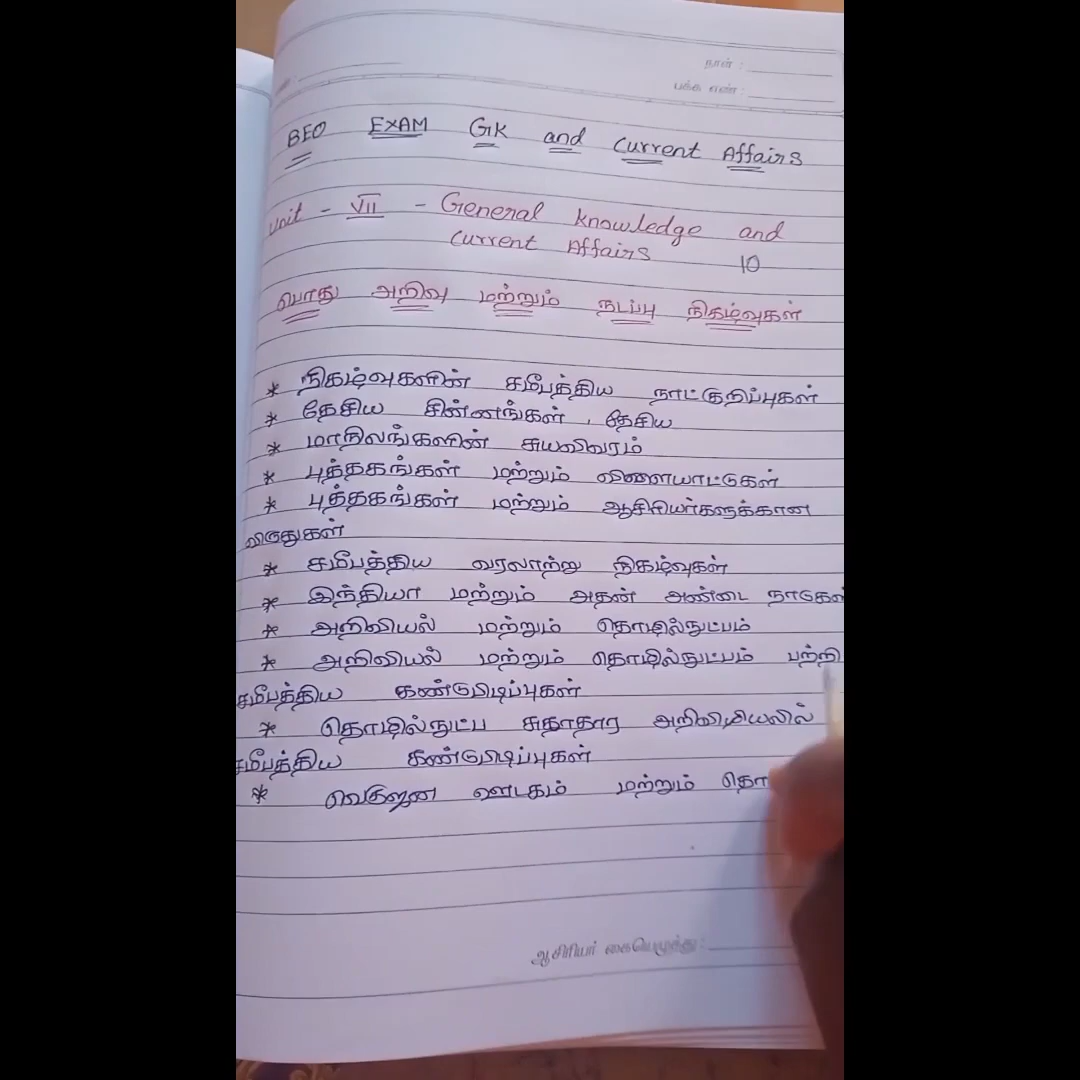 நாள் :
பக்க எண் :
BEO EXAM GK and Current Affairs
Unit - VII - General knowledge and
Current Affairs 10
பொது அறிவு மற்றும் நடப்பு நிகழ்வுகள்
* நிகழ்வுகளின் சமீபத்திய நாட்குறிப்புகள்
* தேசிய சின்னங்கள், தேசிய
* மாநிலங்களின் சுயவிவரம்
* புத்தகங்கள் மற்றும் விளையாட்டுகள்
* புத்தகங்கள் மற்றும் ஆசிரியர்களுக்கான
விருதுகள்
* சமீபத்திய வரலாற்று நிகழ்வுகள்
* இந்தியா மற்றும் அதன் அண்டை நாடுகள்
* அறிவியல் மற்றும் தொழில்நுட்பம்
* அறிவியல் மற்றும் தொழில்நுட்பம் பற்றி
சமீபத்திய கண்டுபிடிப்புகள்
* தொழில்நுட்ப சுகாதார அறிவியலில்
சமீபத்திய கண்டுபிடிப்புகள்
* வெகுஜன ஊடகம் மற்றும் தொ
ஆசிரியர் கையெழுத்து :